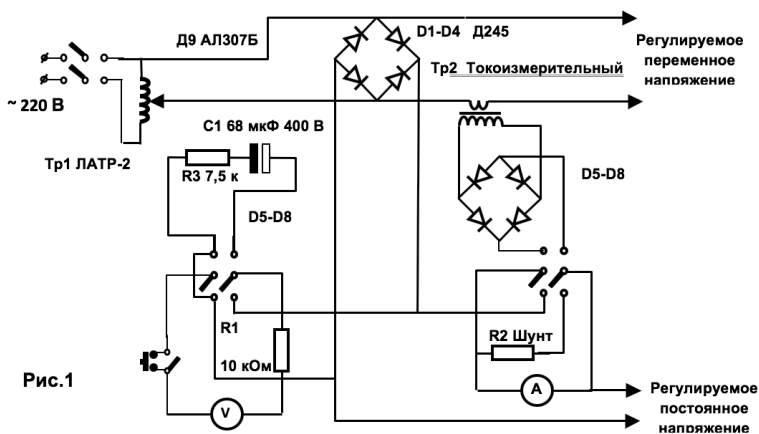 Д9 АЛ307Б
D1-D4 Д245
Регулируемое
переменное
напряжение
Тр2 Токоизмерительный
~ 220 В
С1 68 мкФ 400 В
Тр1 ЛАТР-2
R3 7,5 к
D5-D8
D5-D8
R1
R2 Шунт
10 кОм
Рис.1
V
A
Регулируемое
постоянное
напряжение